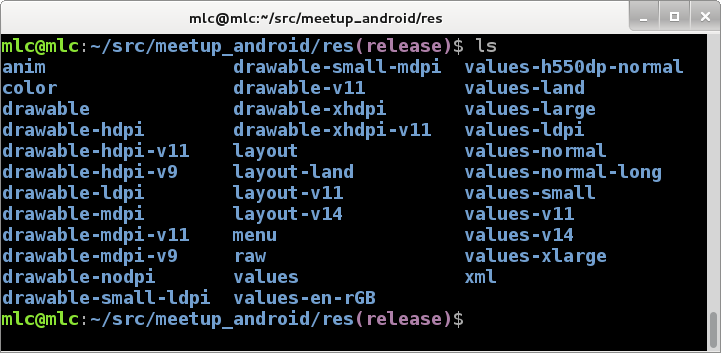 mlc@mlc:~/src/meetup_android/res
mlc@mlc:~/src/meetup_android/res(release)$ ls
anim drawable-small-mdpi values-h550dp-normal
color drawable-v11 values-land
drawable drawable-xhdpi values-large
drawable-hdpi drawable-xhdpi-v11 values-ldpi
drawable-hdpi-v11 layout values-normal
drawable-hdpi-v9 layout-land values-normal-long
drawable-ldpi layout-v11 values-small
drawable-mdpi layout-v14 values-v11
drawable-mdpi-v11 menu values-v14
drawable-mdpi-v9 raw values-xlarge
drawable-nodpi values xml
drawable-small-ldpi values-en-rGB
mlc@mlc:~/src/meetup_android/res(release)$